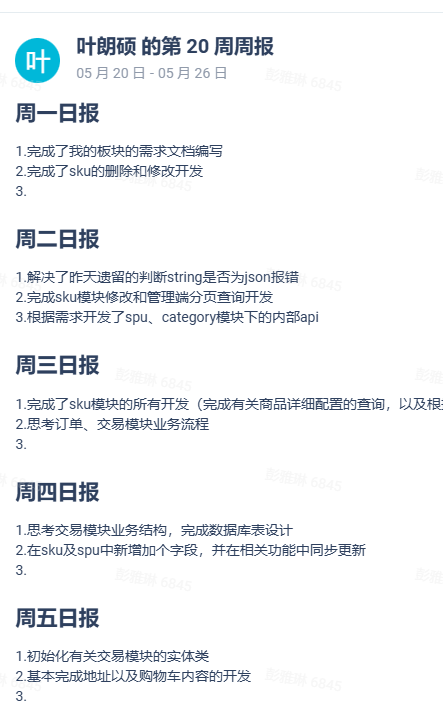 叶
叶朗硕 的第 20 周周报
05 月 20 日 - 05 月 26 日
周一日报
1.完成了我的板块的需求文档编写
2.完成了sku的删除和修改开发
3.
周二日报
1.解决了昨天遗留的判断string是否为json报错
2.完成sku模块修改和管理端分页查询开发
3.根据需求开发了spu、category模块下的内部api
周三日报
1.完成了sku模块的所有开发（完成有关商品详细配置的查询，以及根
2.思考订单、交易模块业务流程
3.
周四日报
1.思考交易模块业务结构，完成数据库表设计
2.在sku及spu中新增加个字段，并在相关功能中同步更新
3.
周五日报
1.初始化有关交易模块的实体类
2.基本完成地址以及购物车内容的开发
3.
彭雅琳 6845